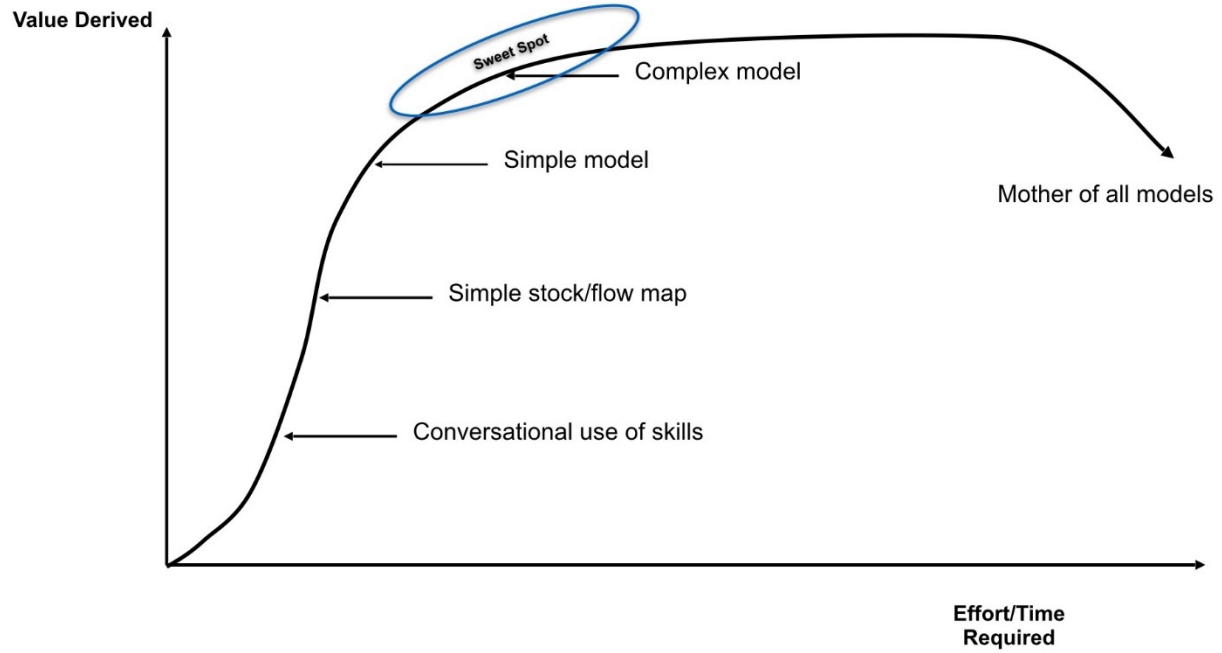 Value Derived
Sweet Spot
Complex model
Simple model
Mother of all models
Simple stock/flow map
Conversational use of skills
Effort/Time
Required